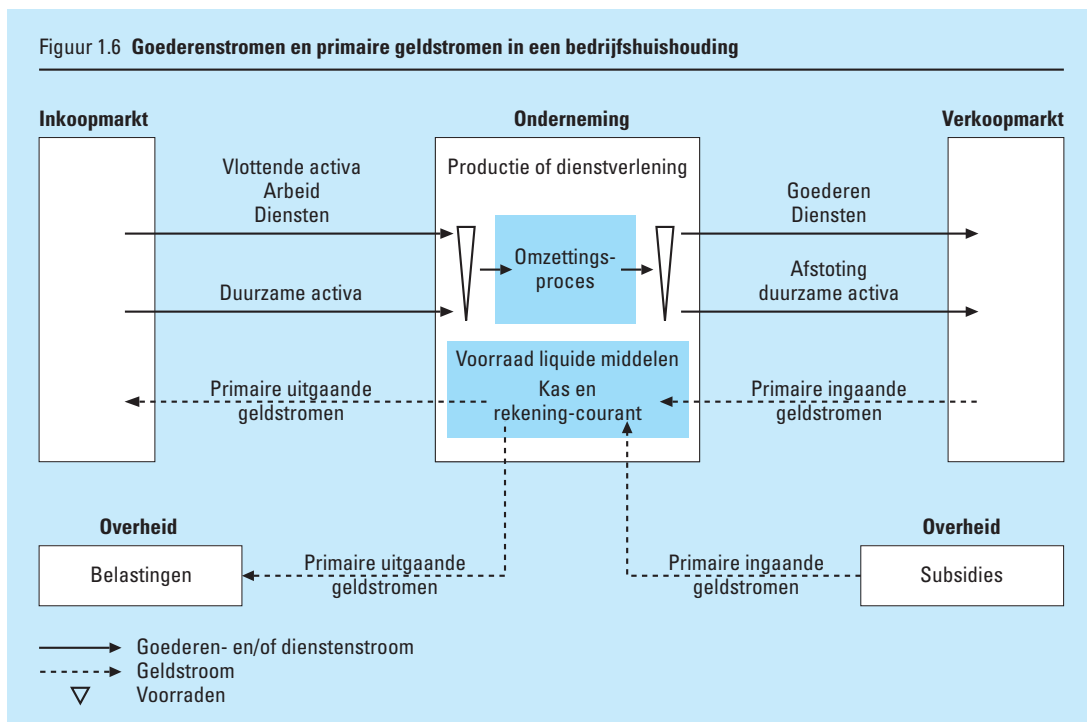 Figuur 1.6 Goederenstromen en primaire geldstromen in een bedrijfshuishouding
Inkoopmarkt
Onderneming
Verkoopmarkt
Vlottende activa
Arbeid
Diensten
Duurzame activa
Primaire uitgaande
geldstromen
Productie of dienstverlening
Omzettings-
proces
Voorraad liquide middelen
Kas en
rekening-courant
Goederen
Diensten
Afstoting
duurzame activa
Primaire ingaande
geldstromen
Overheid
Belastingen
Primaire uitgaande
geldstromen
Primaire ingaande
geldstromen
Overheid
Subsidies
Goederen- en/of dienstenstroom
Geldstroom
Voorraden